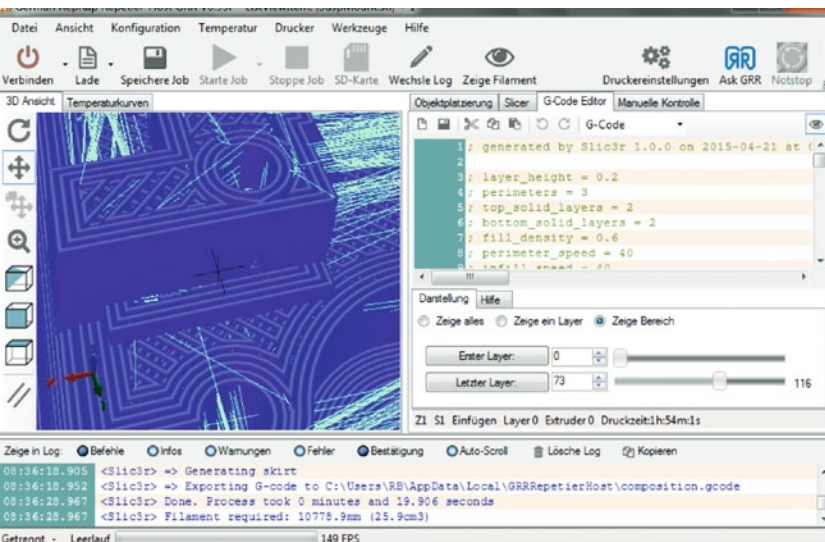 Datei Ansicht Konfiguration Temperatur Drucker Werkzeuge Hilfe
Verbinden Lade Speichere Job Starte Job Stoppe Job SD-Karte Wechsle Log Zeige Filament Druckereinstellungen Ask GRR Notstop
3D Ansicht Temperaturkurven
Objektplatzierung Slicer G-Code Editor Manuelle Kontrolle
G-Code
1 ; generated by Slic3r 1.0.0 on 2015-04-21 at
2
3 ; layer_height = 0.2
4 ; perimeters = 3
5 ; top_solid_layers = 2
6 ; bottom_solid_layers = 2
7 ; fill_density = 0.6
8 ; perimeter_speed = 40
9 ; infill_speed = 40
Darstellung Hilfe
Zeige alles Zeige ein Layer Zeige Bereich
Erster Layer: 0
Letzter Layer: 73 116
Z1 S1 Einfügen Layer 0 Extruder 0 Druckzeit:1h:54m:1s
Zeige in Log: Befehle Infos Warnungen Fehler Bestätigung Auto-Scroll Lösche Log Kopieren
08:36:18.905 <Slic3r> => Generating skirt
08:36:18.952 <Slic3r> => Exporting G-code to C:\Users\RB\AppData\Local\GRRRepetierHost\composition.gcode
08:36:28.967 <Slic3r> Done. Process took 0 minutes and 19.906 seconds
08:36:28.967 <Slic3r> Filament required: 10778.9mm (25.9cm3)
Getrennt - Leerlauf 149 FPS